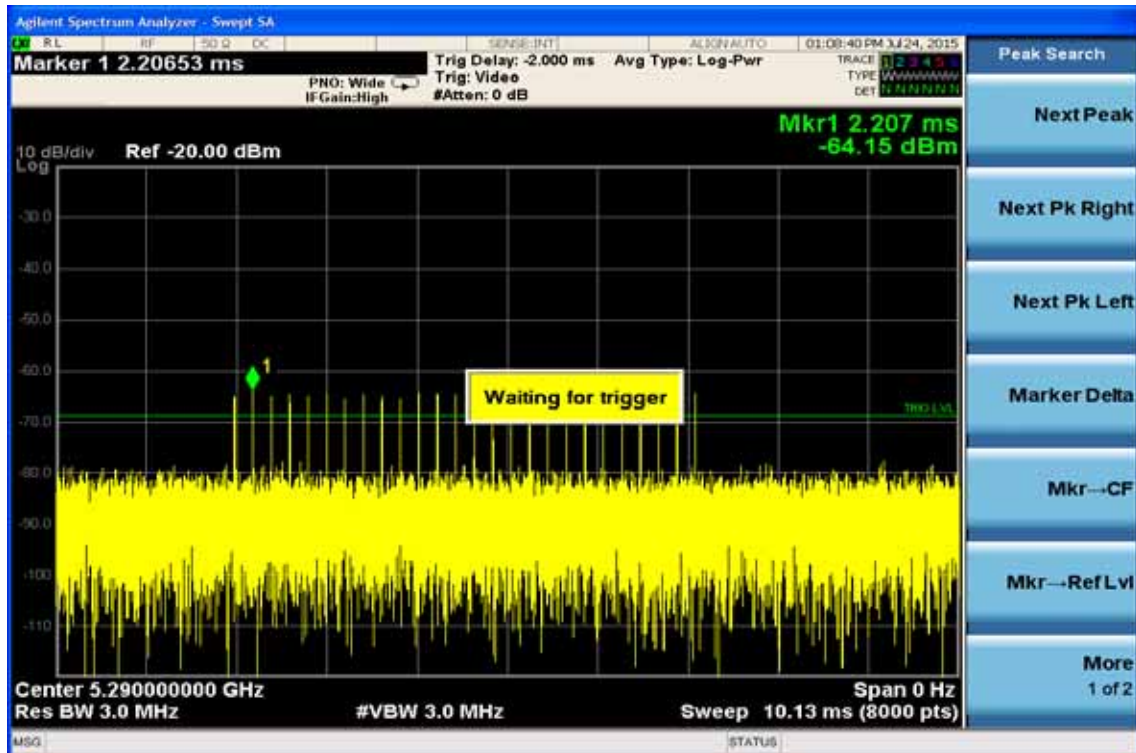 Agilent Spectrum Analyzer - Swept SA
RL RF 50 Ω DC SENSE:INT ALIGN AUTO 01:08:40 PM Jul 24, 2015
Marker 1 2.20653 ms
PNO: Wide
IFGain:High
Trig Delay: -2.000 ms
Trig: Video
#Atten: 0 dB
Avg Type: Log-Pwr
TRACE 1 2 3 4 5 6
TYPE
DET N N N N N N
Mkr1 2.207 ms
-64.15 dBm
10 dB/div Ref -20.00 dBm
Log
-30.0
-40.0
-50.0
-60.0
-70.0
-80.0
-90.0
-100
-110
1
Waiting for trigger
TRIG LVL
Center 5.290000000 GHz Span 0 Hz
Res BW 3.0 MHz #VBW 3.0 MHz Sweep 10.13 ms (8000 pts)
MSG STATUS
Peak Search
Next Peak
Next Pk Right
Next Pk Left
Marker Delta
Mkr→CF
Mkr→Ref Lvl
More
1 of 2